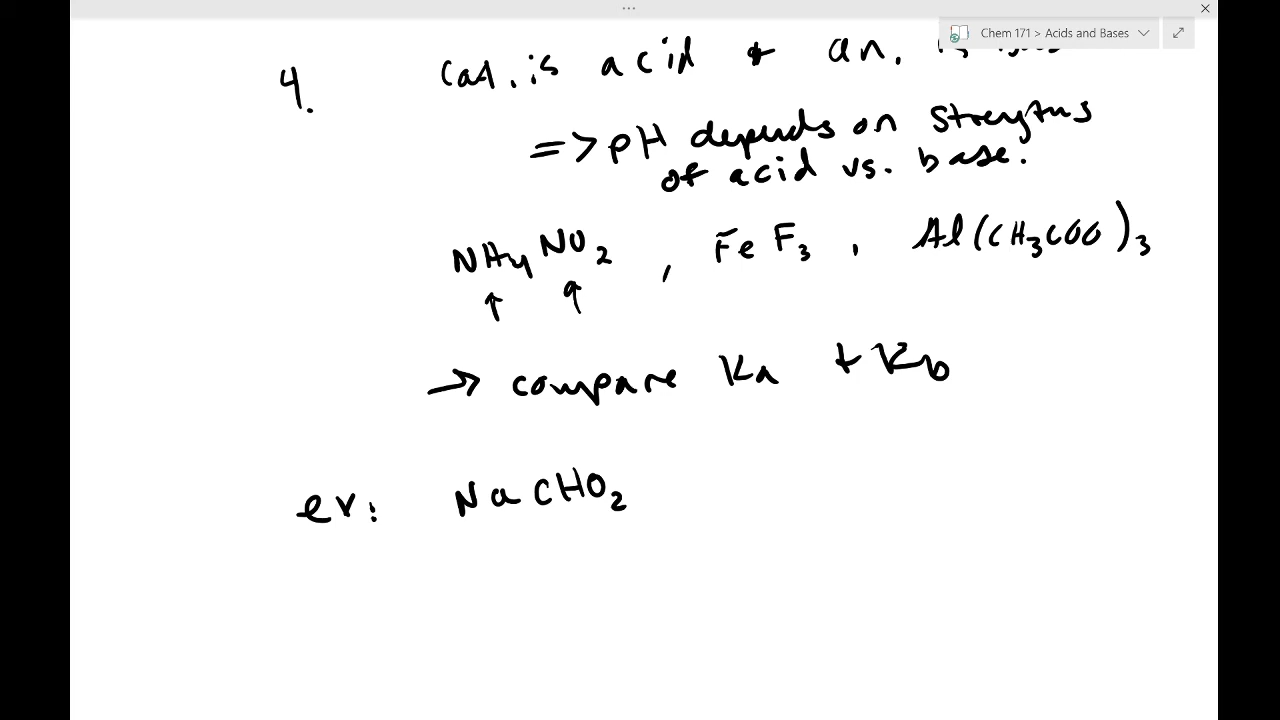 Chem 171 > Acids and Bases
4. cat. is acid + an. is
=> pH depends on strengths
of acid vs. base.
NH4NO2 , FeF3 , Al(CH3COO)3
↑ ↑
→ compare Ka + Kb
ex: NaCHO2